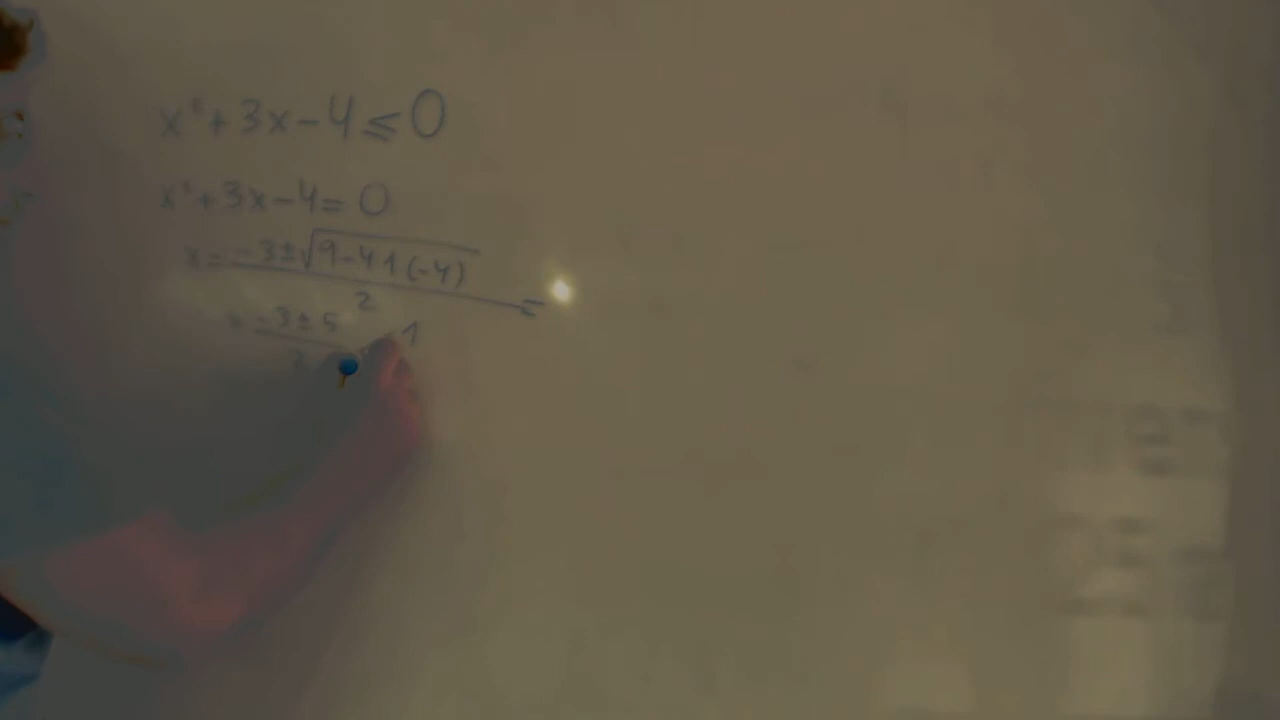 x² + 3x - 4 ⩽ 0
x² + 3x - 4 = 0
x = -3 ± √9 - 4 1 (-4) / 2 =
= -3 ± 5 / 2 1